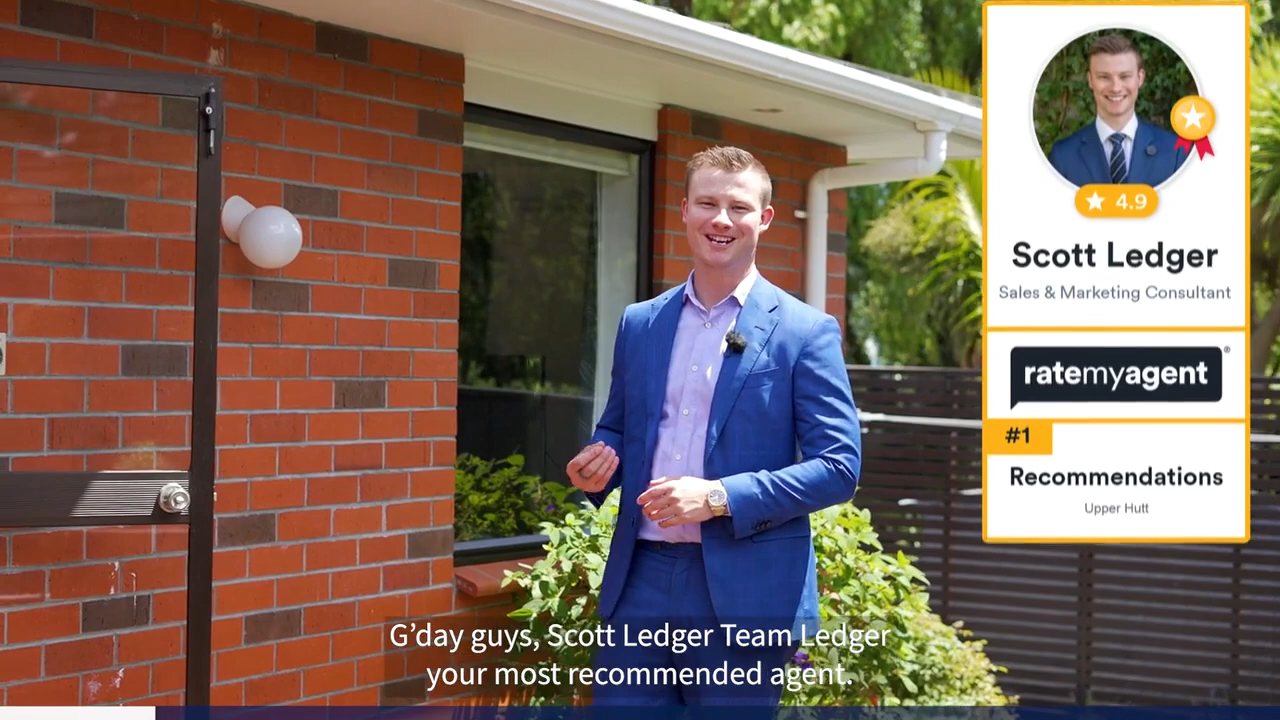 4.9
Scott Ledger
Sales & Marketing Consultant
ratemyagent®
#1
Recommendations
Upper Hutt
G’day guys, Scott Ledger Team Ledger
your most recommended agent.